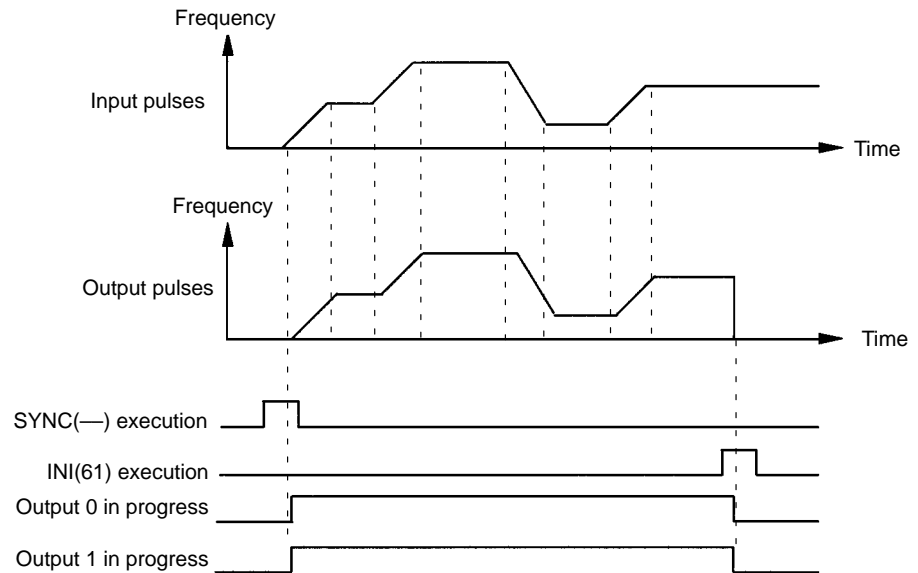 Frequency
Input pulses
Time
Frequency
Output pulses
Time
SYNC(––) execution
INI(61) execution
Output 0 in progress
Output 1 in progress